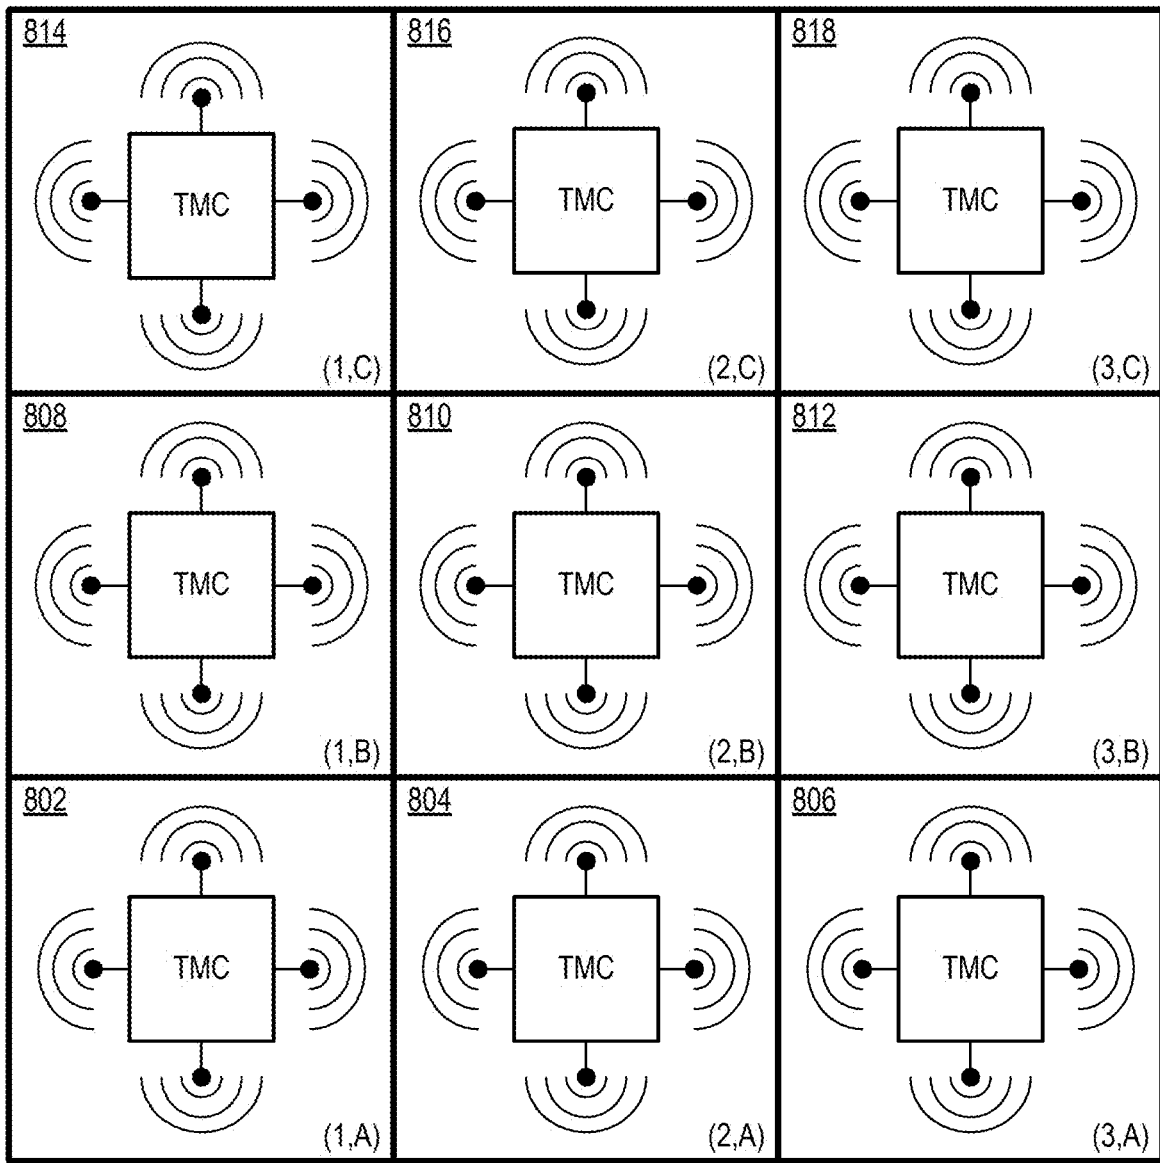 814
TMC
(1,C)
816
TMC
(2,C)
818
TMC
(3,C)
808
TMC
(1,B)
810
TMC
(2,B)
812
TMC
(3,B)
802
TMC
(1,A)
804
TMC
(2,A)
806
TMC
(3,A)